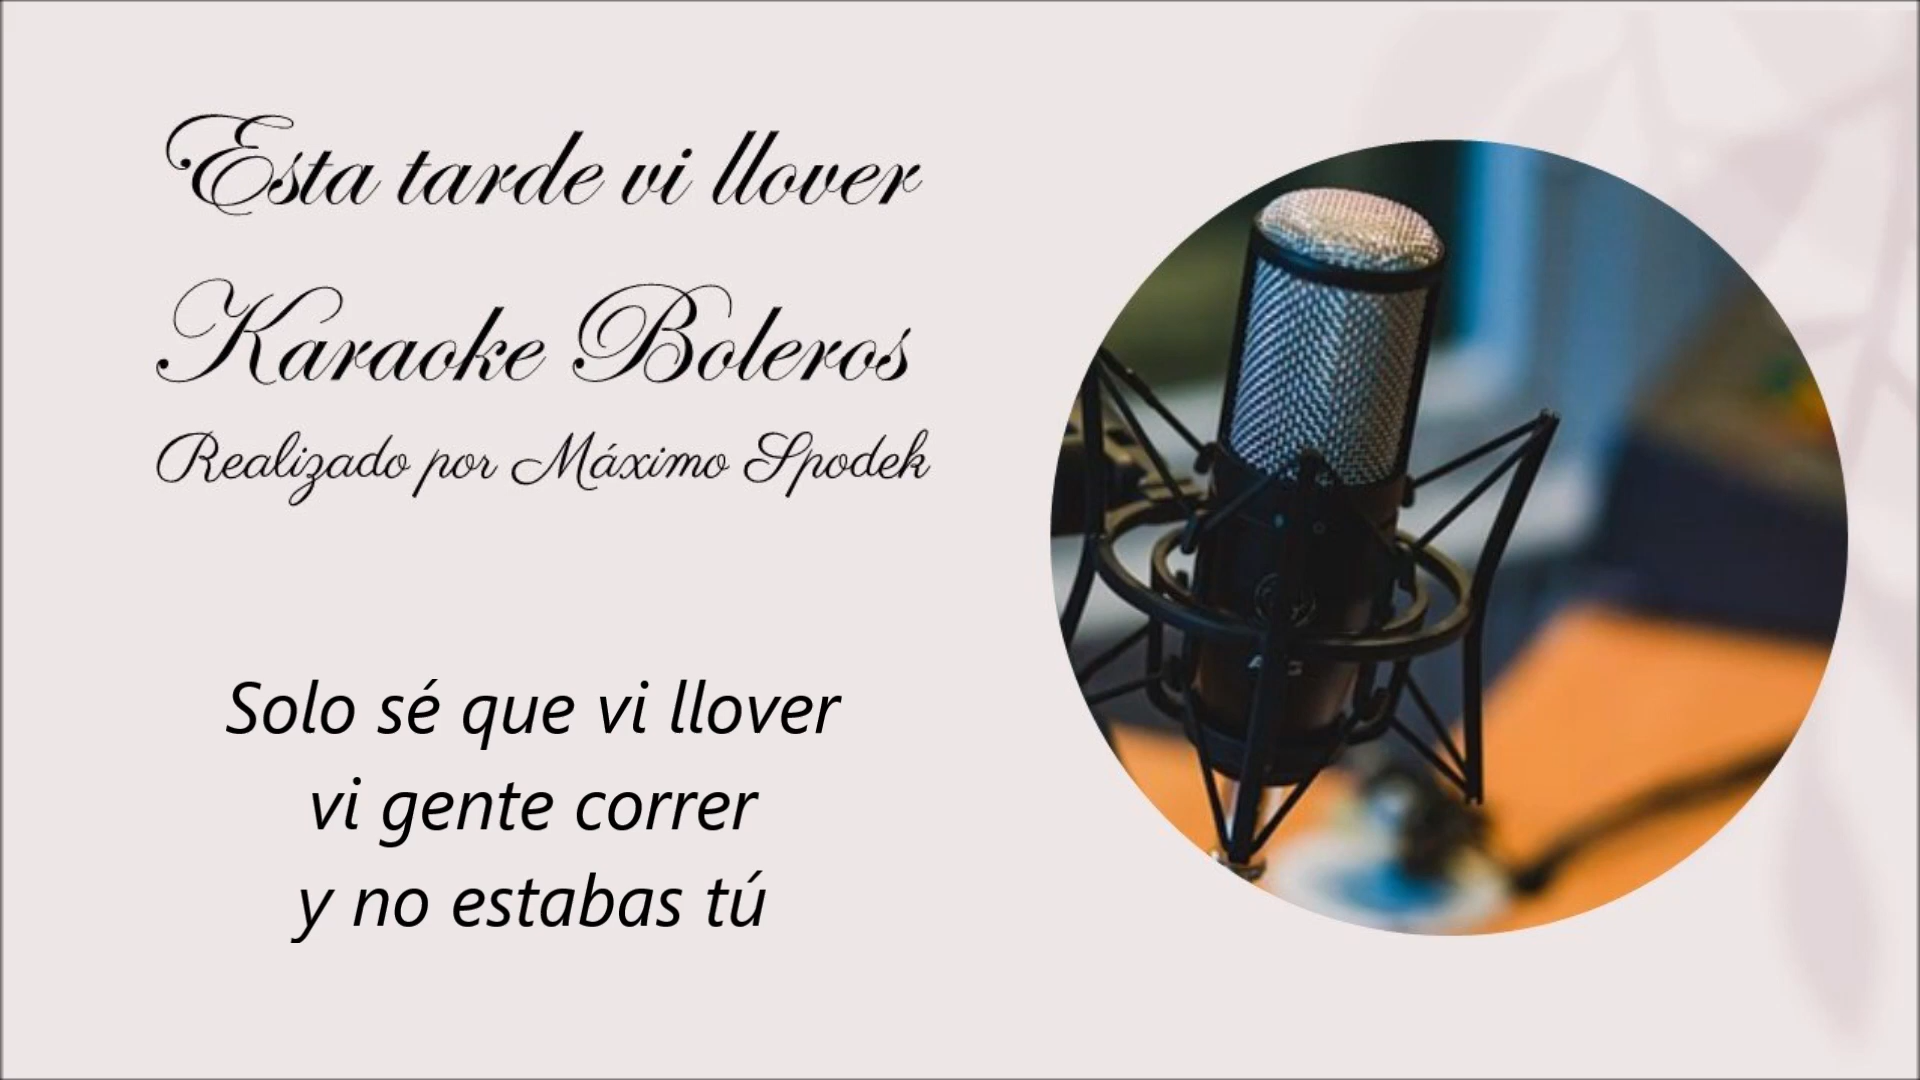 Esta tarde vi llover
Karaoke Boleros
Realizado por Máximo Spodek
Solo sé que vi llover
vi gente correr
y no estabas tú